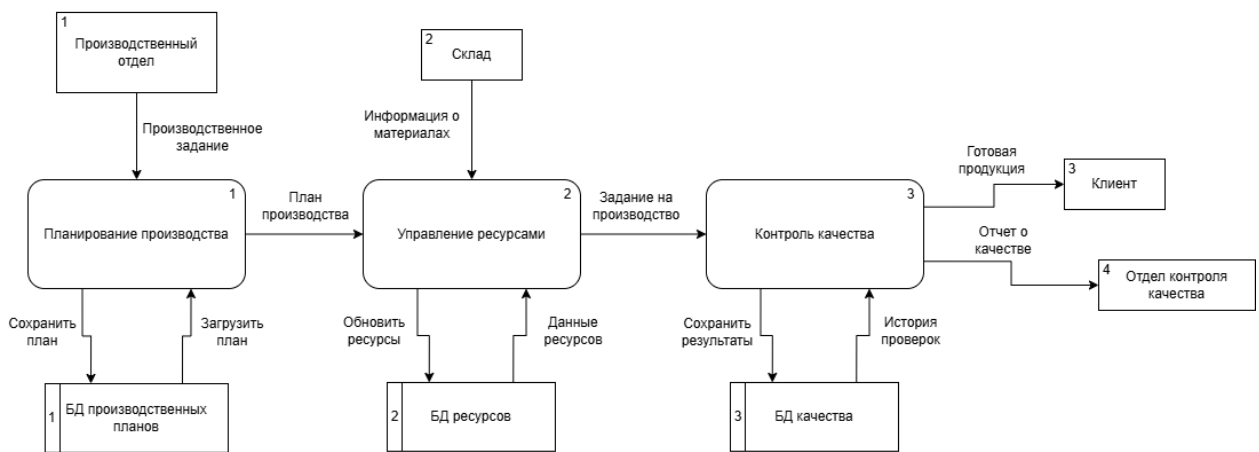 1
Производственный
отдел
2
Склад
Производственное
задание
Информация о
материалах
Готовая
продукция
3
Клиент
1
Планирование производства
План
производства
2
Управление ресурсами
Задание на
производство
3
Контроль качества
Отчет о
качестве
4
Отдел контроля
качества
Сохранить
план
Загрузить
план
Обновить
ресурсы
Данные
ресурсов
Сохранить
результаты
История
проверок
1
БД производственных
планов
2
БД ресурсов
3
БД качества